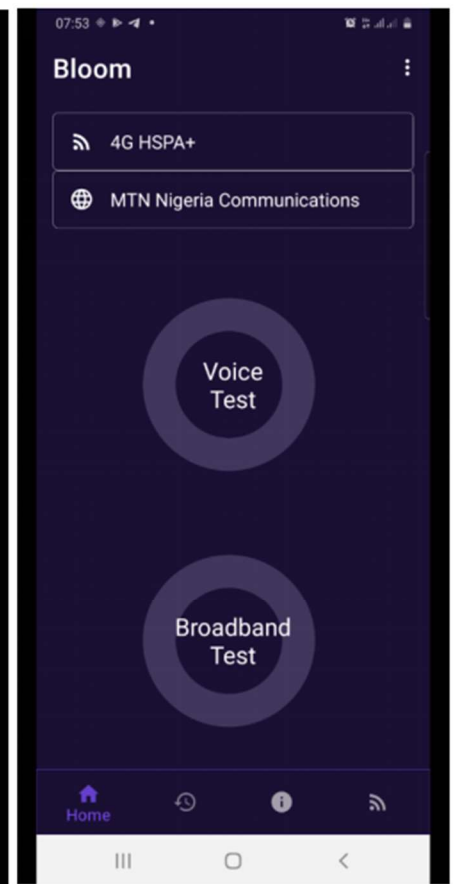 07:53
Bloom
4G HSPA+
MTN Nigeria Communications
Voice
Test
Broadband
Test
Home